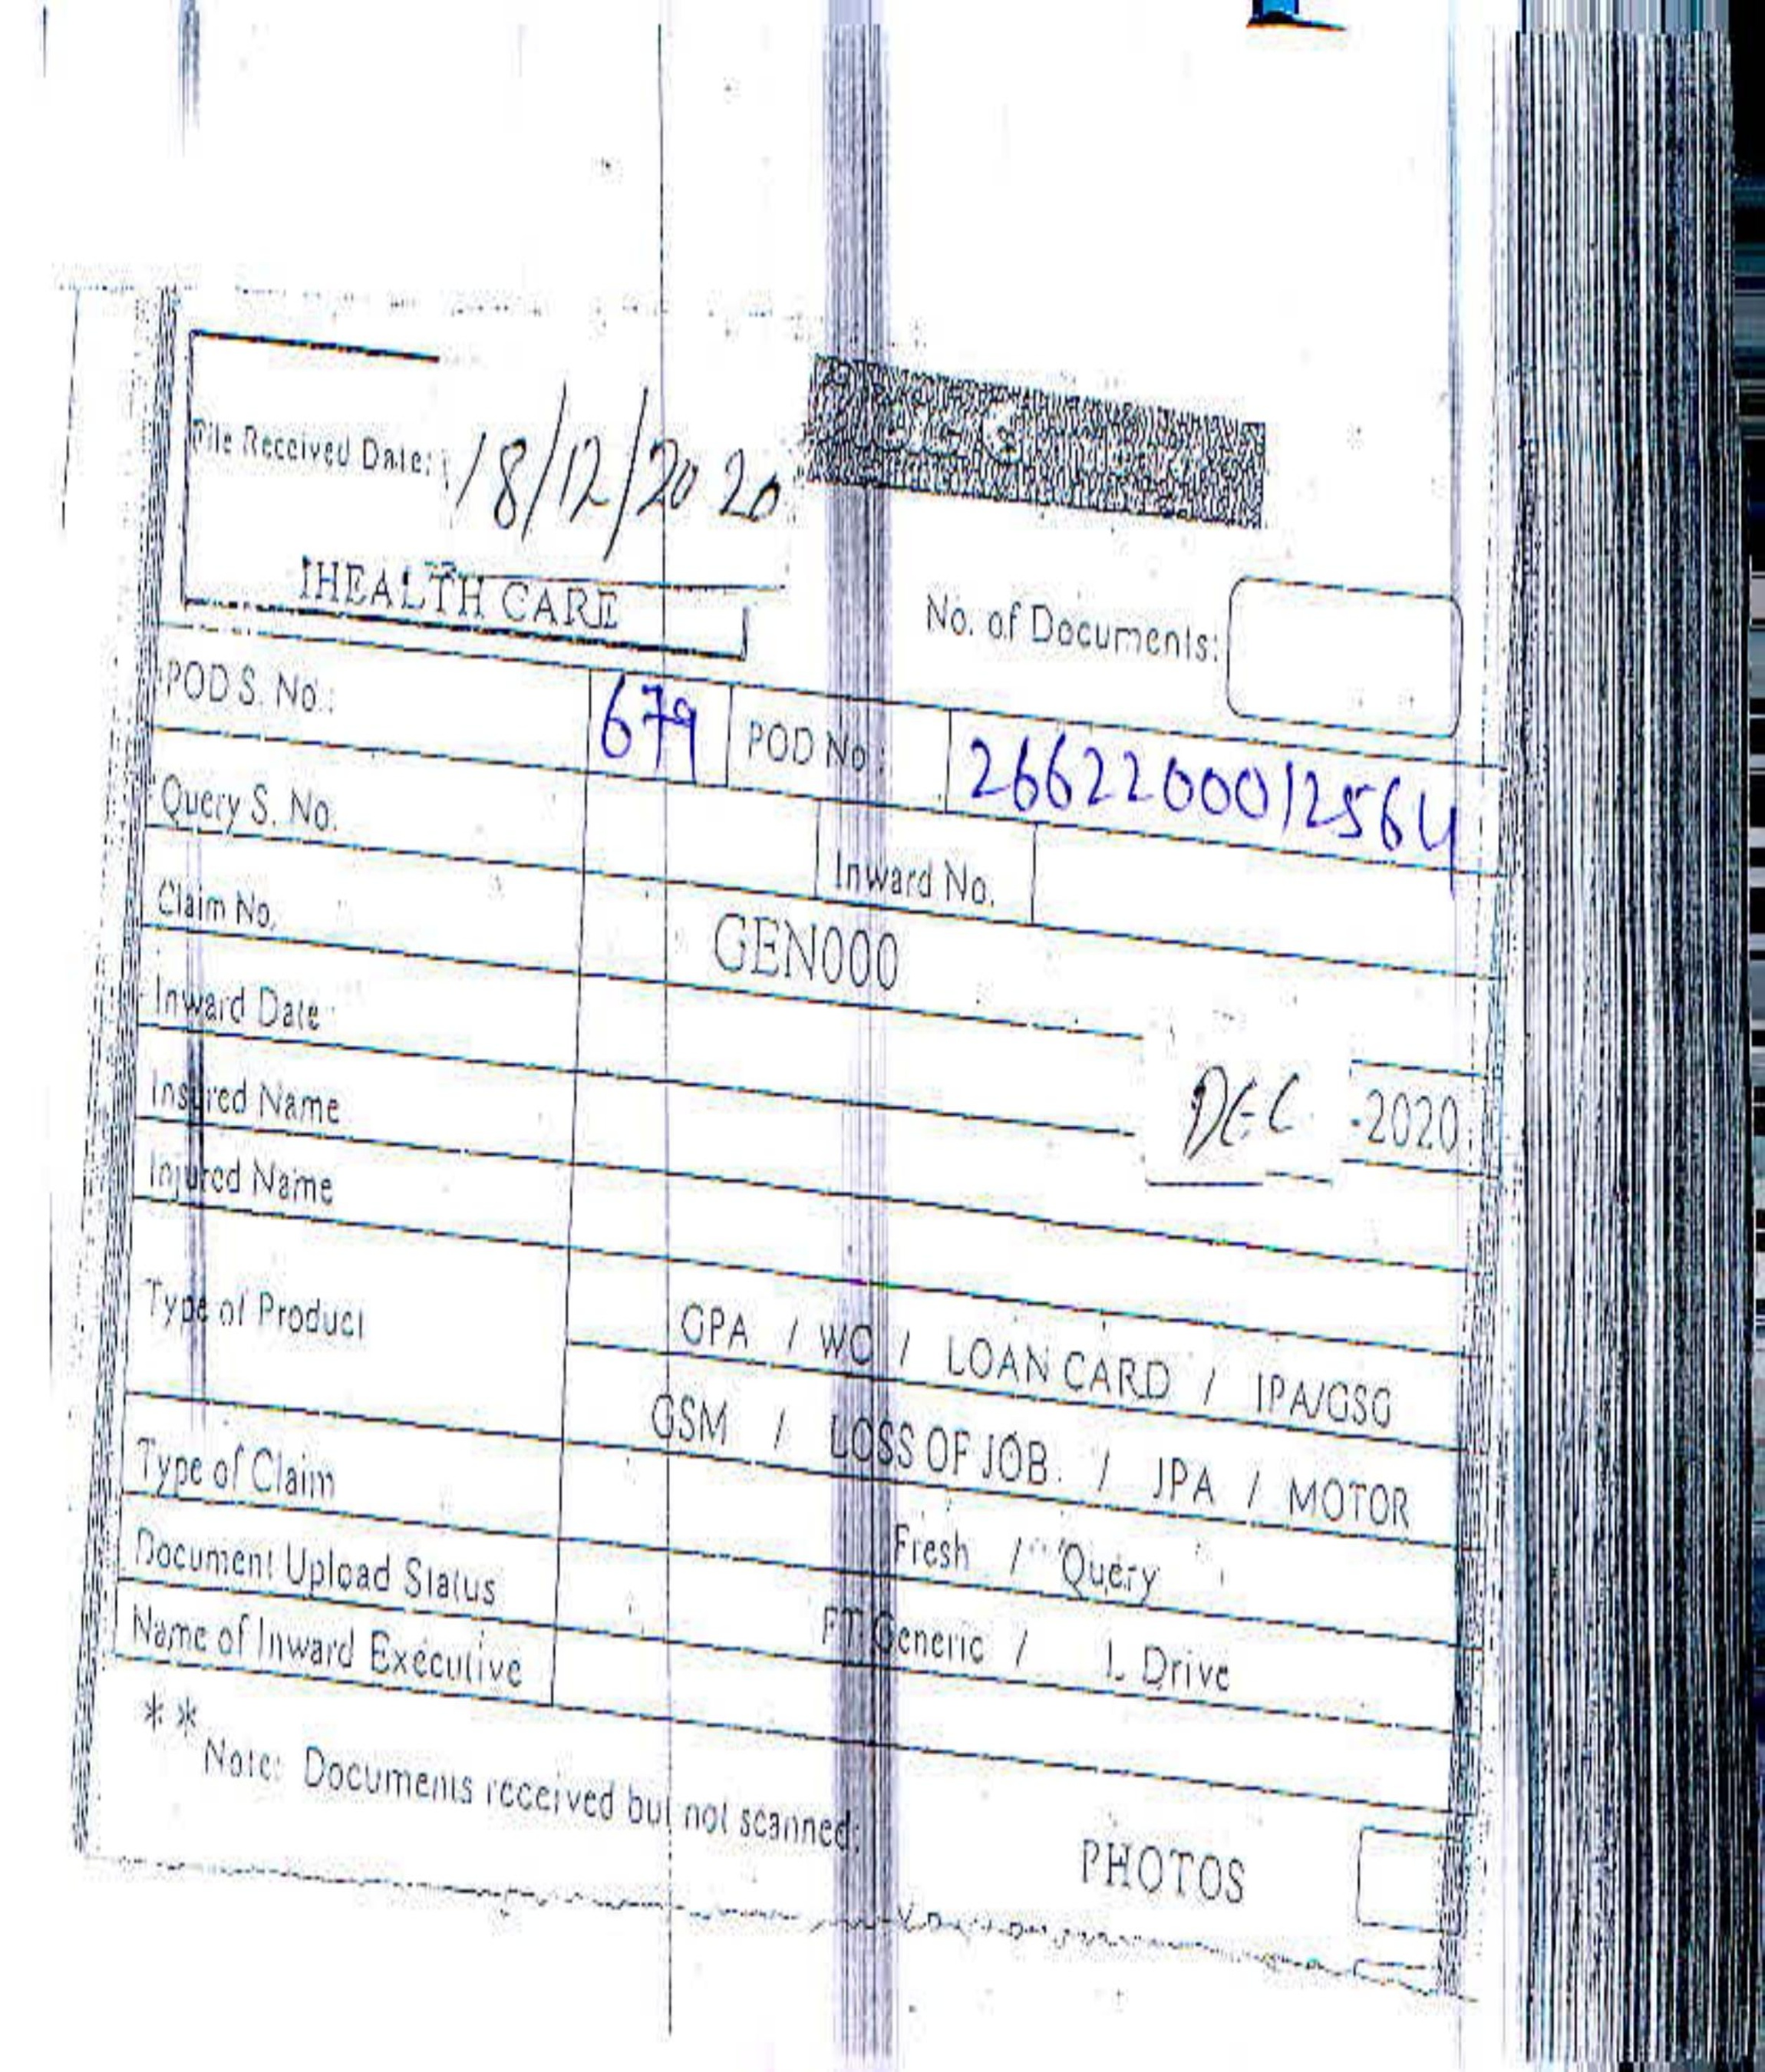 File Received Date: 18/12/2020
IHEALTH CARE
No. of Documents:
POD S. No.: 679 POD No.: 266220012564
Query S. No. Inward No.
Claim No. GEN000
Inward Date DEC -2020
Insured Name
Injured Name
Type of Product
GPA / WC / LOAN CARD / IPA/GSG
GSM / LOSS OF JOB. / JPA / MOTOR
Type of Claim Fresh / Query
Document Upload Status FT Generic / L Drive
Name of Inward Executive
** Note: Documents received but not scanned:
PHOTOS